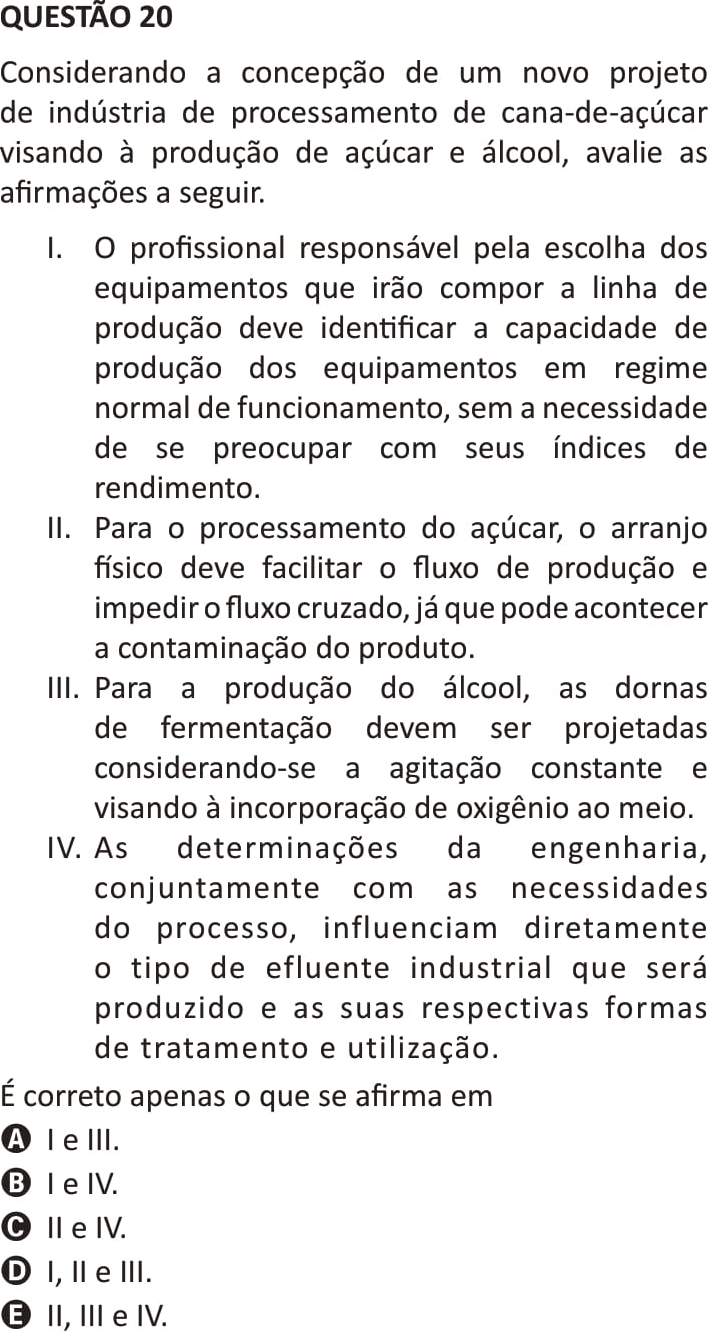 QUESTÃO 20
Considerando a concepção de um novo projeto
de indústria de processamento de cana-de-açúcar
visando à produção de açúcar e álcool, avalie as
afirmações a seguir.
I. O profissional responsável pela escolha dos
equipamentos que irão compor a linha de
produção deve identificar a capacidade de
produção dos equipamentos em regime
normal de funcionamento, sem a necessidade
de se preocupar com seus índices de
rendimento.
II. Para o processamento do açúcar, o arranjo
físico deve facilitar o fluxo de produção e
impedir o fluxo cruzado, já que pode acontecer
a contaminação do produto.
III. Para a produção do álcool, as dornas
de fermentação devem ser projetadas
considerando-se a agitação constante e
visando à incorporação de oxigênio ao meio.
IV. As determinações da engenharia,
conjuntamente com as necessidades
do processo, influenciam diretamente
o tipo de efluente industrial que será
produzido e as suas respectivas formas
de tratamento e utilização.
É correto apenas o que se afirma em
A I e III.
B I e IV.
C II e IV.
D I, II e III.
E II, III e IV.